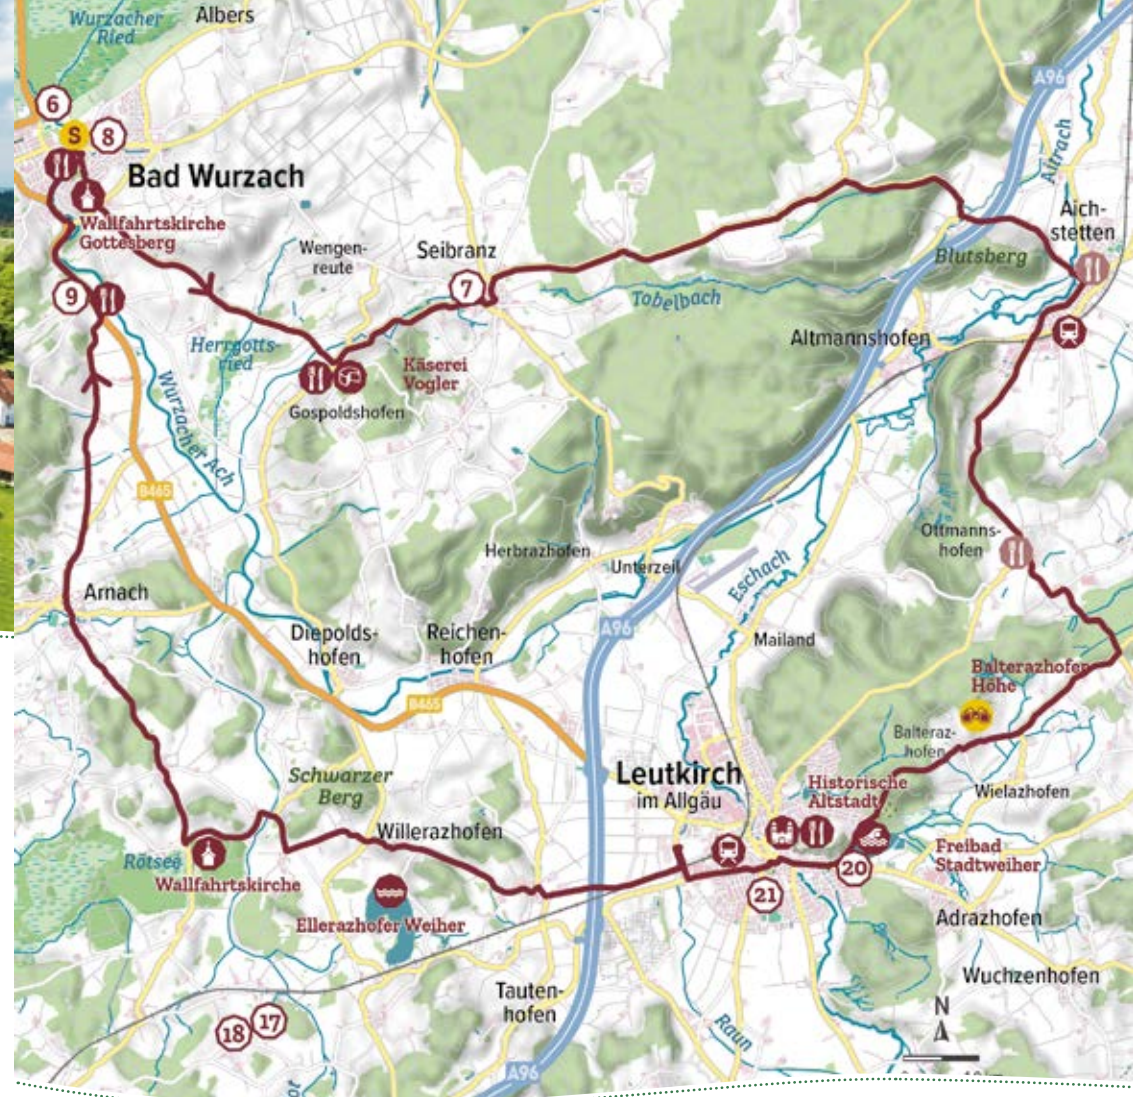 Wurzacher
Ried
Albers
A96
6
S
8
Altrach
Bad Wurzach
Wallfahrtskirche
Gottesberg
Aich-
stetten
Wengen-
reute
Seibranz
Blutsberg
9
7
Tobelbach
Herrgotts-
ried
Altmannshofen
Käserei
Vogler
Wurzacher Ach
Gospoldshofen
B465
Ottmanns-
hofen
Herbrazhofen
Unterzeil
Eschach
Arnach
A96
Diepolds-
hofen
Reichen-
hofen
Mailand
Balterazhofer
Höhe
B465
Balteraz-
hofen
Schwarzer
Berg
Leutkirch
im Allgäu
Historische
Altstadt
Wielazhofen
Willerazhofen
Rötsee
Wallfahrtskirche
Freibad
Stadtweiher
20
21
Ellerazhofer Weiher
Adrazhofen
Wuchzenhofen
Tauten-
hofen
N
18
17
Raun
A96